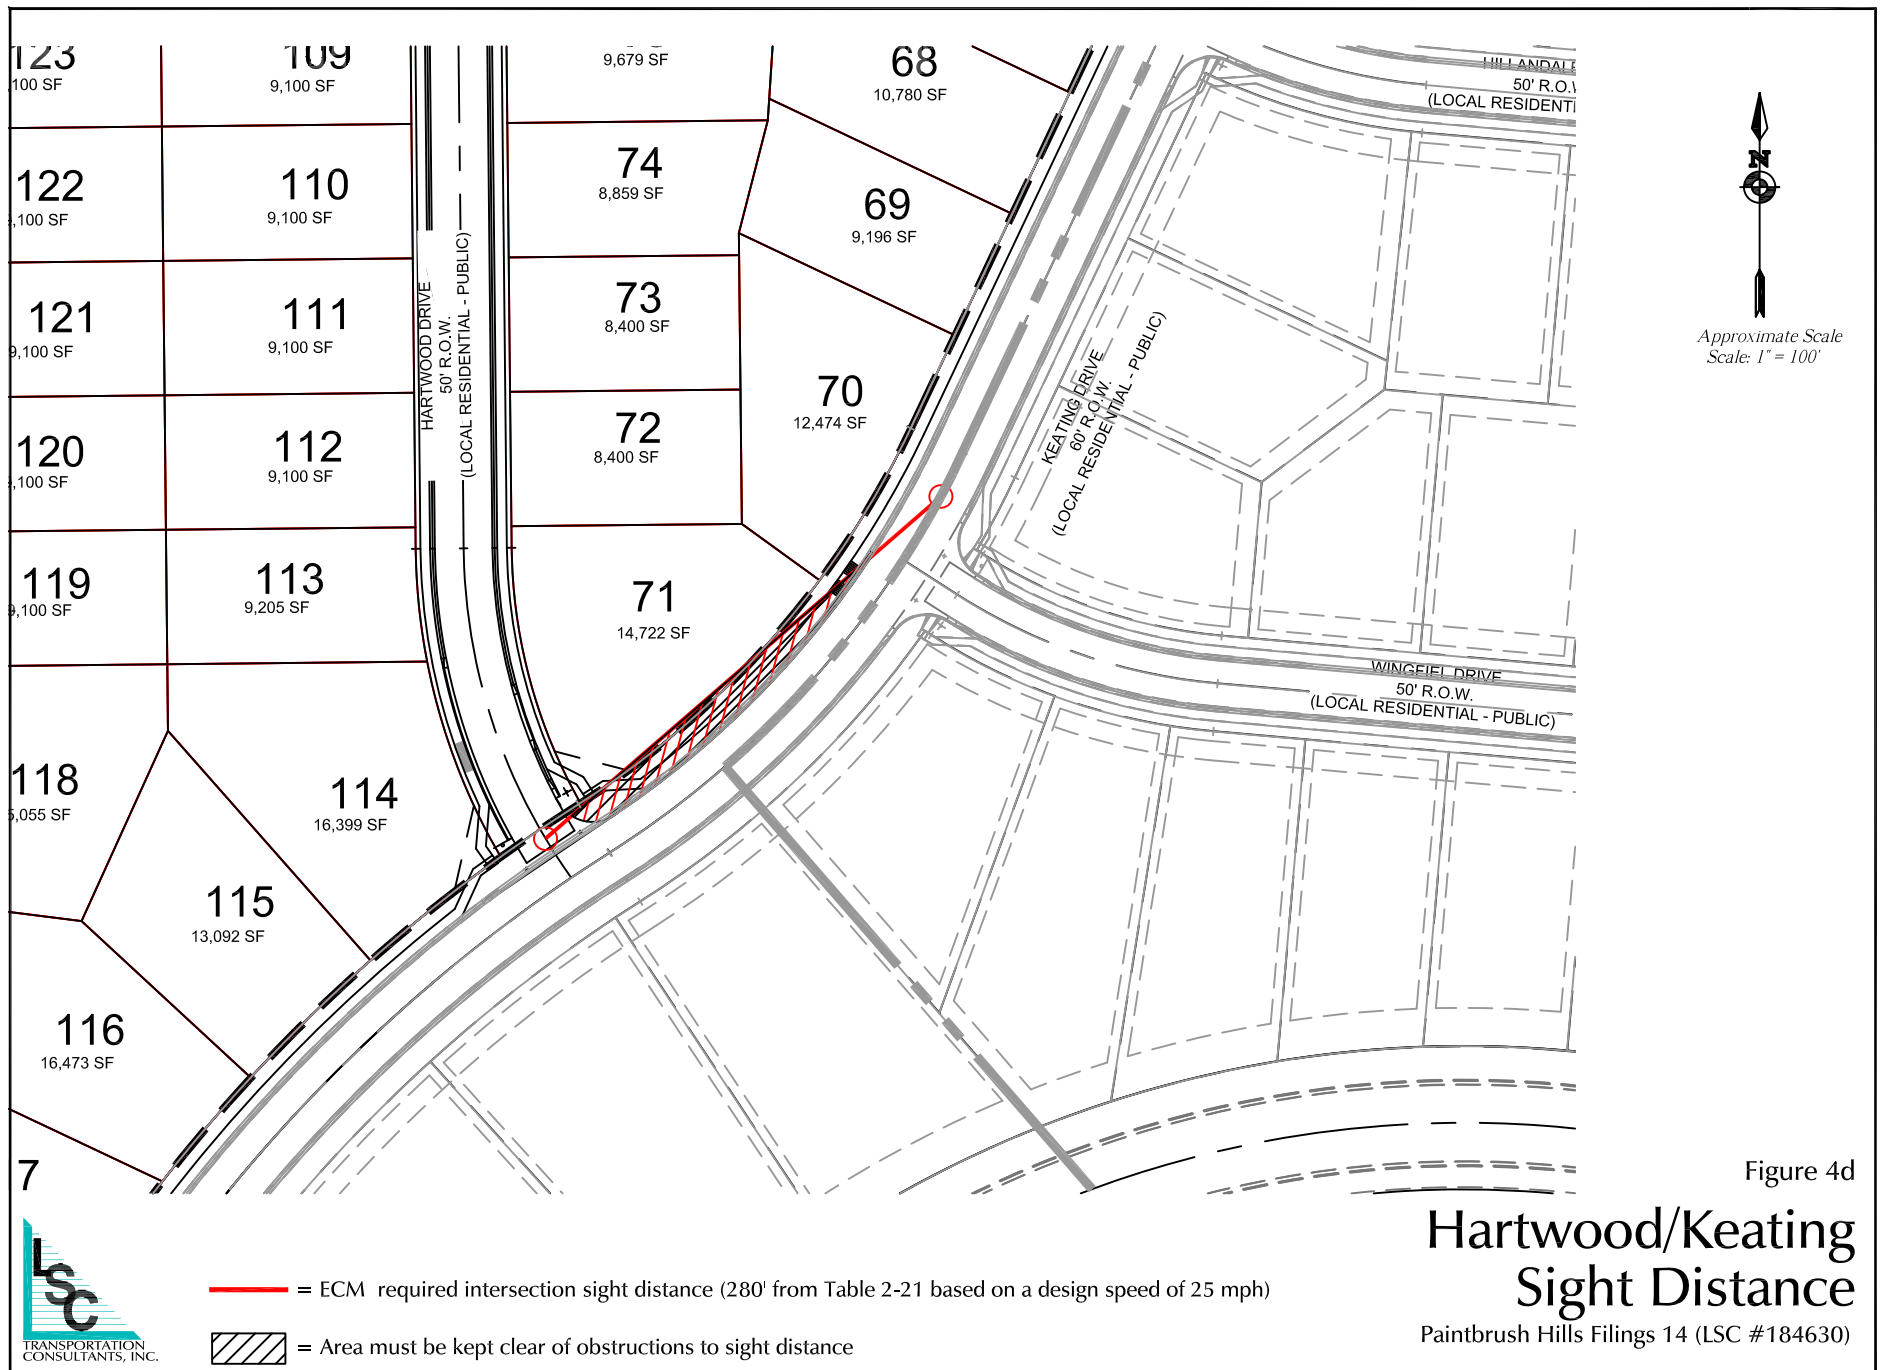 123
109
9,100 SF
9,679 SF
68
10,780 SF
50' R.O.W
122
110
9,100 SF
74
8,859 SF
69
9,196 SF
N
Approximate Scale
Scale: 1" = 100'
121
9,100 SF
111
9,100 SF
73
8,400 SF
HARTWOOD DRIVE
50' R.O.W.
(LOCAL RESIDENTIAL - PUBLIC)
70
12,474 SF
KEATING DRIVE
60' R.O.W.
(LOCAL RESIDENTIAL - PUBLIC)
120
,100 SF
112
9,100 SF
72
8,400 SF
119
9,100 SF
113
9,205 SF
71
14,722 SF
WINGFIEL DRIVE
50' R.O.W.
(LOCAL RESIDENTIAL - PUBLIC)
118
,055 SF
114
16,399 SF
115
13,092 SF
116
16,473 SF
7
Figure 4d
Hartwood/Keating
Sight Distance
Paintbrush Hills Filings 14 (LSC #184630)
LSC
TRANSPORTATION
CONSULTANTS, INC.
= ECM required intersection sight distance (280' from Table 2-21 based on a design speed of 25 mph)
= Area must be kept clear of obstructions to sight distance